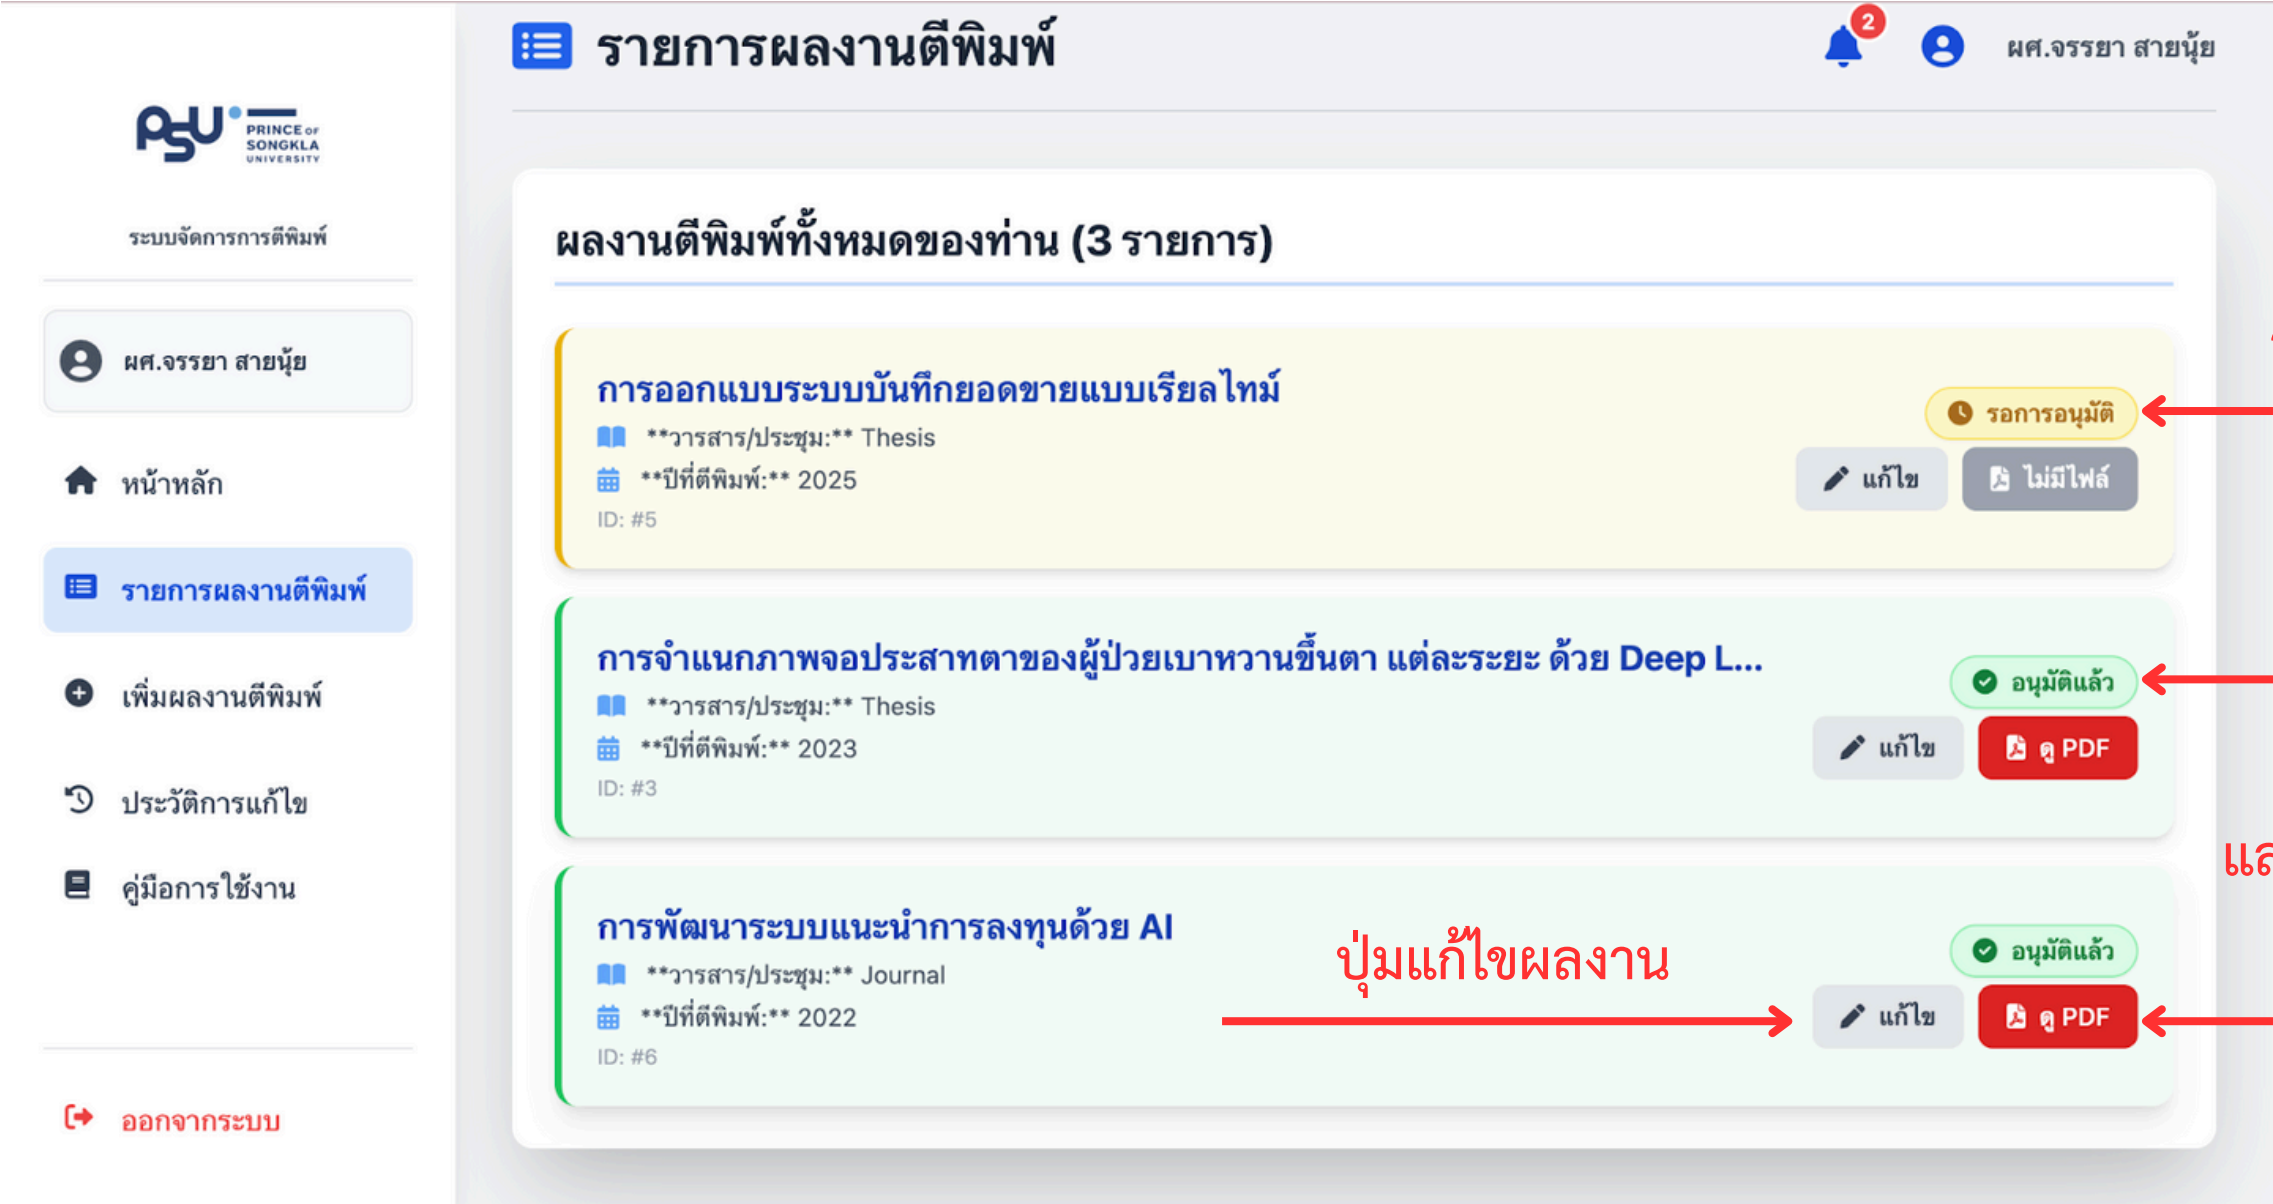 PSU PRINCE OF
SONGKLA
UNIVERSITY
ระบบจัดการการตีพิมพ์
ผศ.จรรยา สายนุ้ย
หน้าหลัก
รายการผลงานตีพิมพ์
เพิ่มผลงานตีพิมพ์
ประวัติการแก้ไข
คู่มือการใช้งาน
ออกจากระบบ
รายการผลงานตีพิมพ์
2
ผศ.จรรยา สายนุ้ย
ผลงานตีพิมพ์ทั้งหมดของท่าน (3 รายการ)
การออกแบบระบบบันทึกยอดขายแบบเรียลไทม์
**วารสาร/ประชุม:** Thesis
**ปีที่ตีพิมพ์:** 2025
ID: #5
รอการอนุมัติ
แก้ไข
ไม่มีไฟล์
การจำแนกภาพจอประสาทตาของผู้ป่วยเบาหวานขึ้นตา แต่ละระยะ ด้วย Deep L...
**วารสาร/ประชุม:** Thesis
**ปีที่ตีพิมพ์:** 2023
ID: #3
อนุมัติแล้ว
แก้ไข
ดู PDF
การพัฒนาระบบแนะนำการลงทุนด้วย AI
**วารสาร/ประชุม:** Journal
**ปีที่ตีพิมพ์:** 2022
ID: #6
ปุ่มแก้ไขผลงาน
อนุมัติแล้ว
แก้ไข
ดู PDF